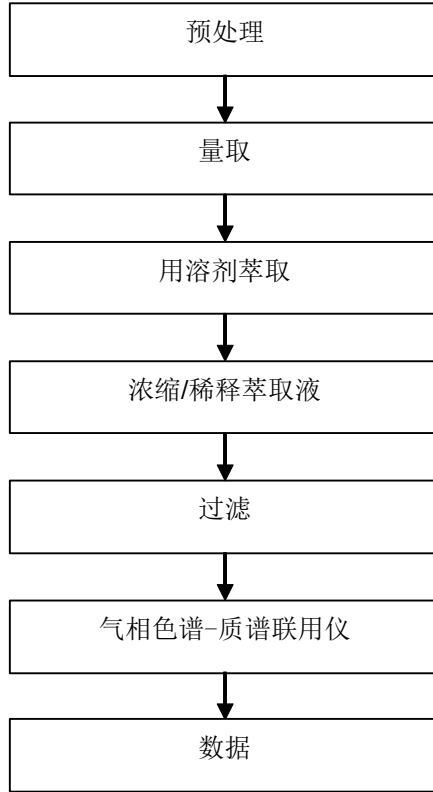 预处理
量取
用溶剂萃取
浓缩/稀释萃取液
过滤
气相色谱-质谱联用仪
数据